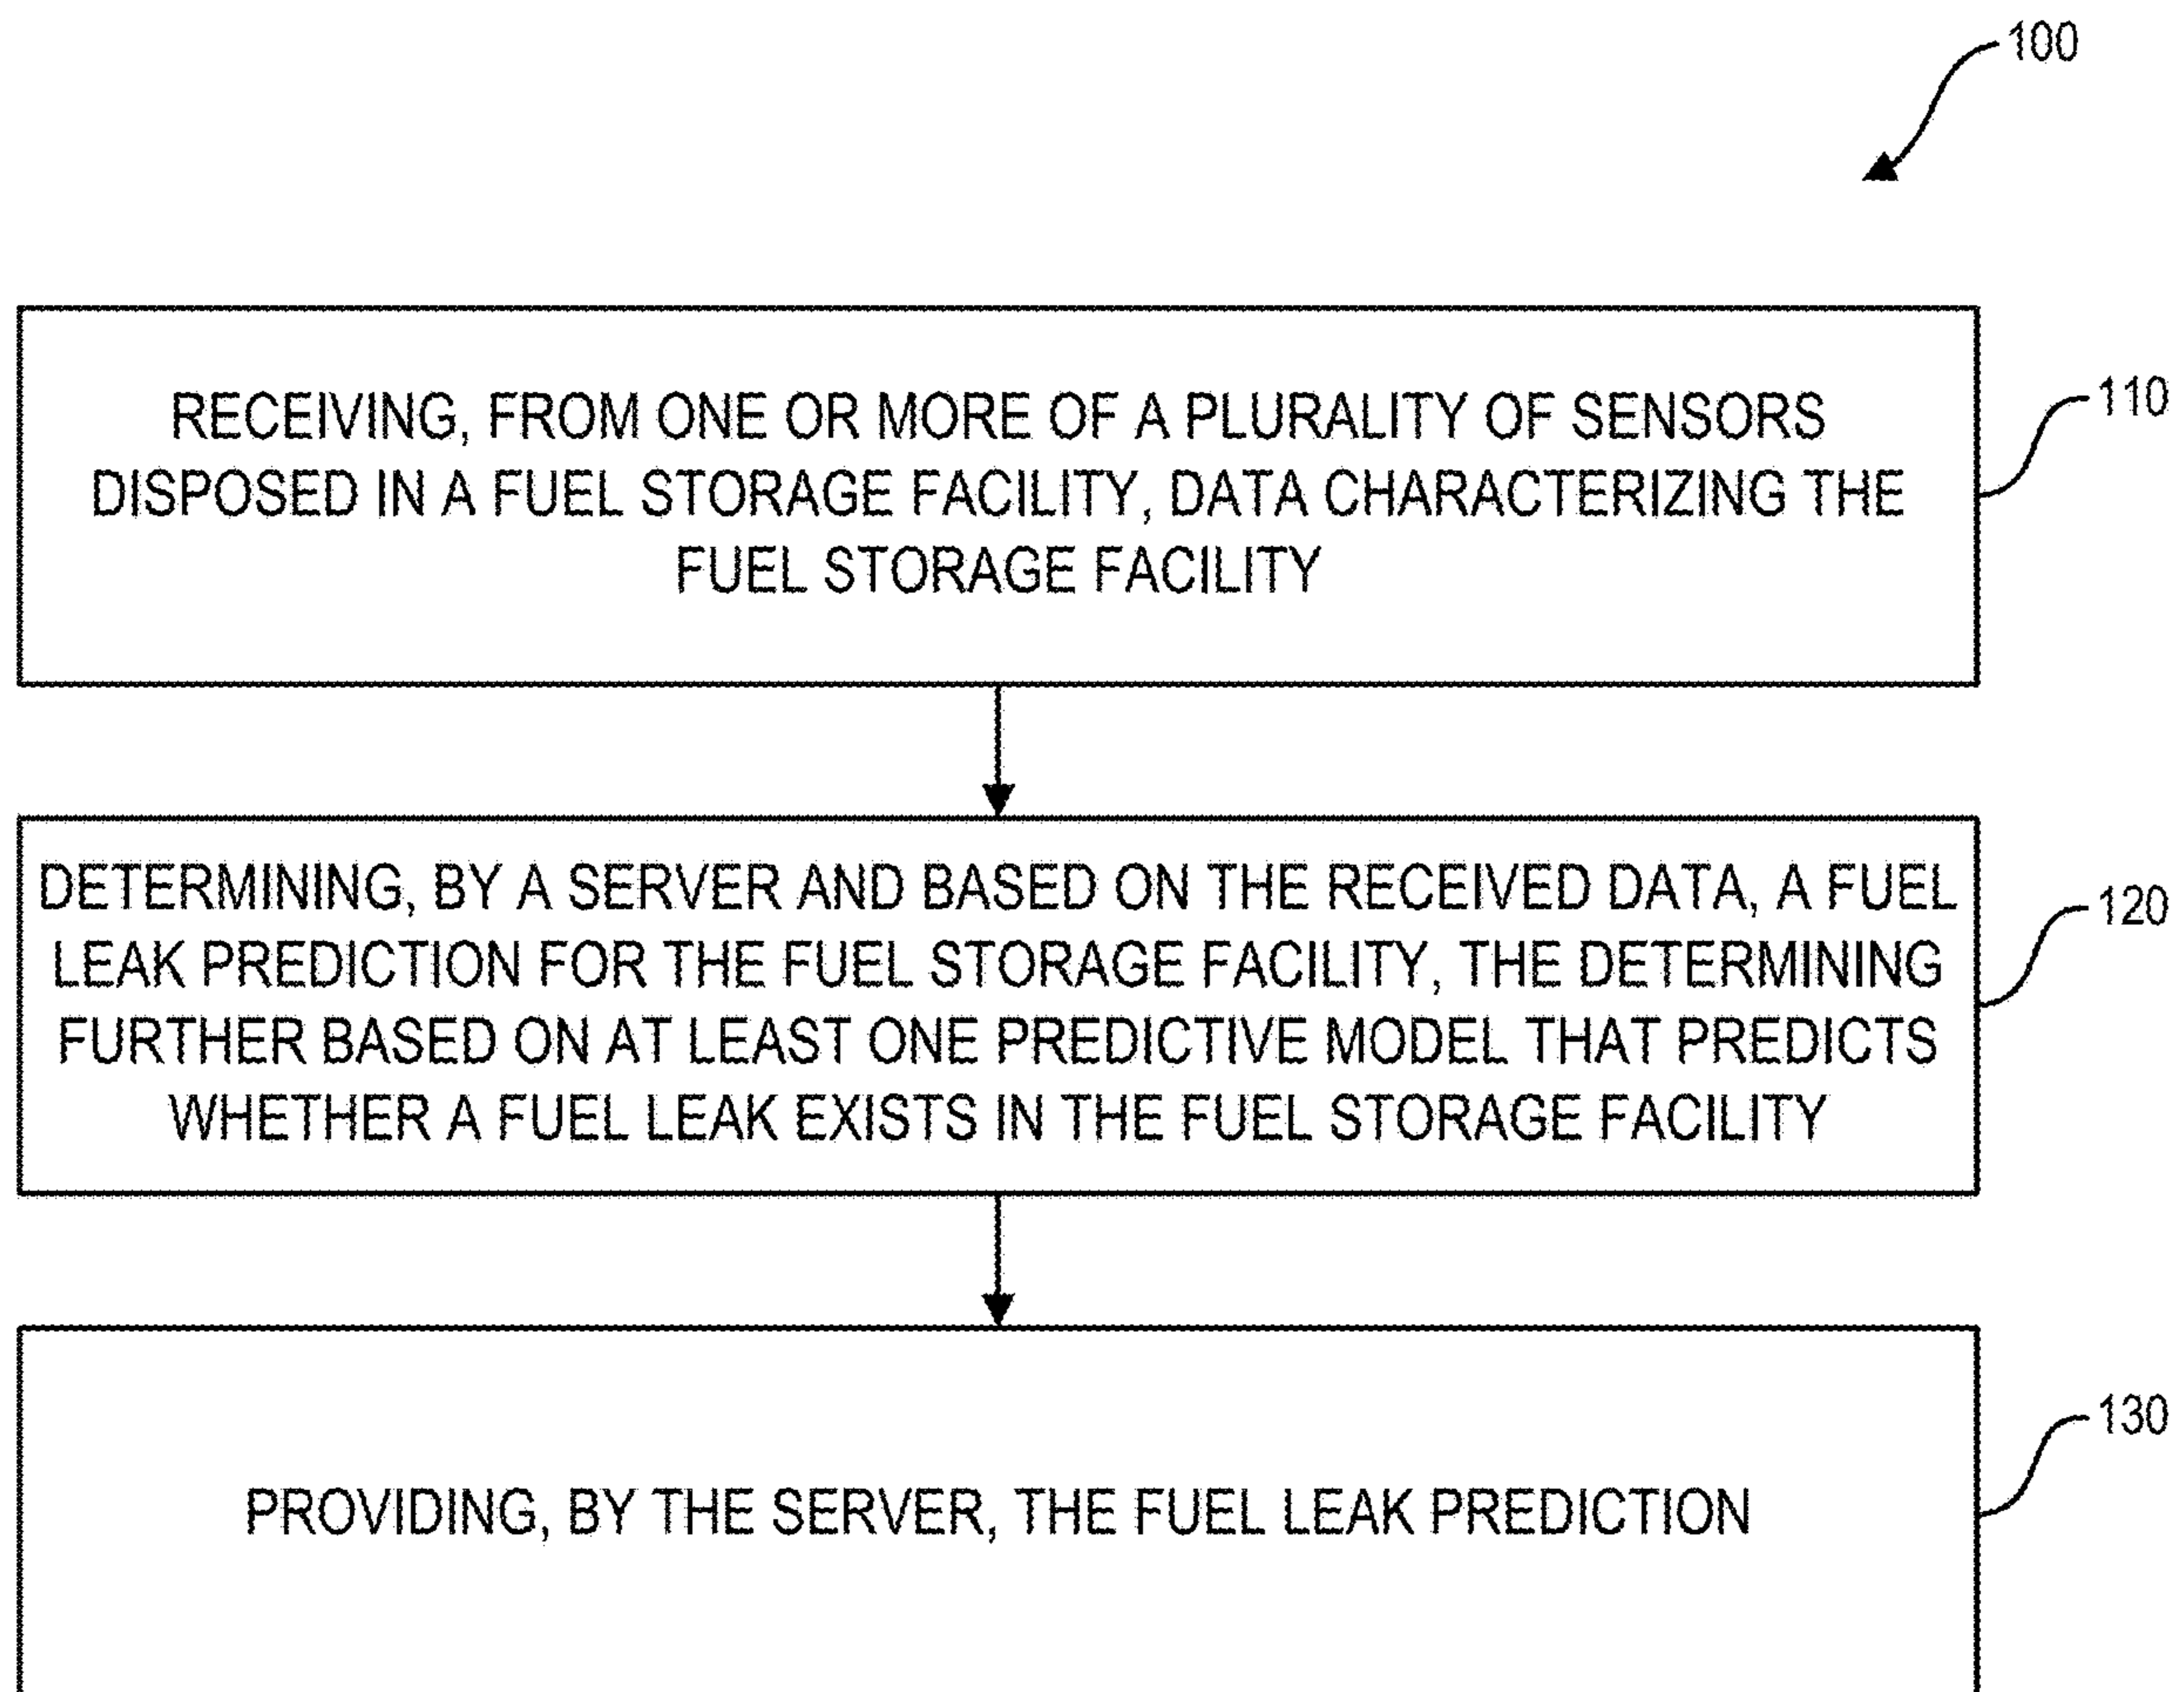 100
RECEIVING, FROM ONE OR MORE OF A PLURALITY OF SENSORS
DISPOSED IN A FUEL STORAGE FACILITY, DATA CHARACTERIZING THE
FUEL STORAGE FACILITY
110
DETERMINING, BY A SERVER AND BASED ON THE RECEIVED DATA, A FUEL
LEAK PREDICTION FOR THE FUEL STORAGE FACILITY, THE DETERMINING
FURTHER BASED ON AT LEAST ONE PREDICTIVE MODEL THAT PREDICTS
WHETHER A FUEL LEAK EXISTS IN THE FUEL STORAGE FACILITY
120
PROVIDING, BY THE SERVER, THE FUEL LEAK PREDICTION
130